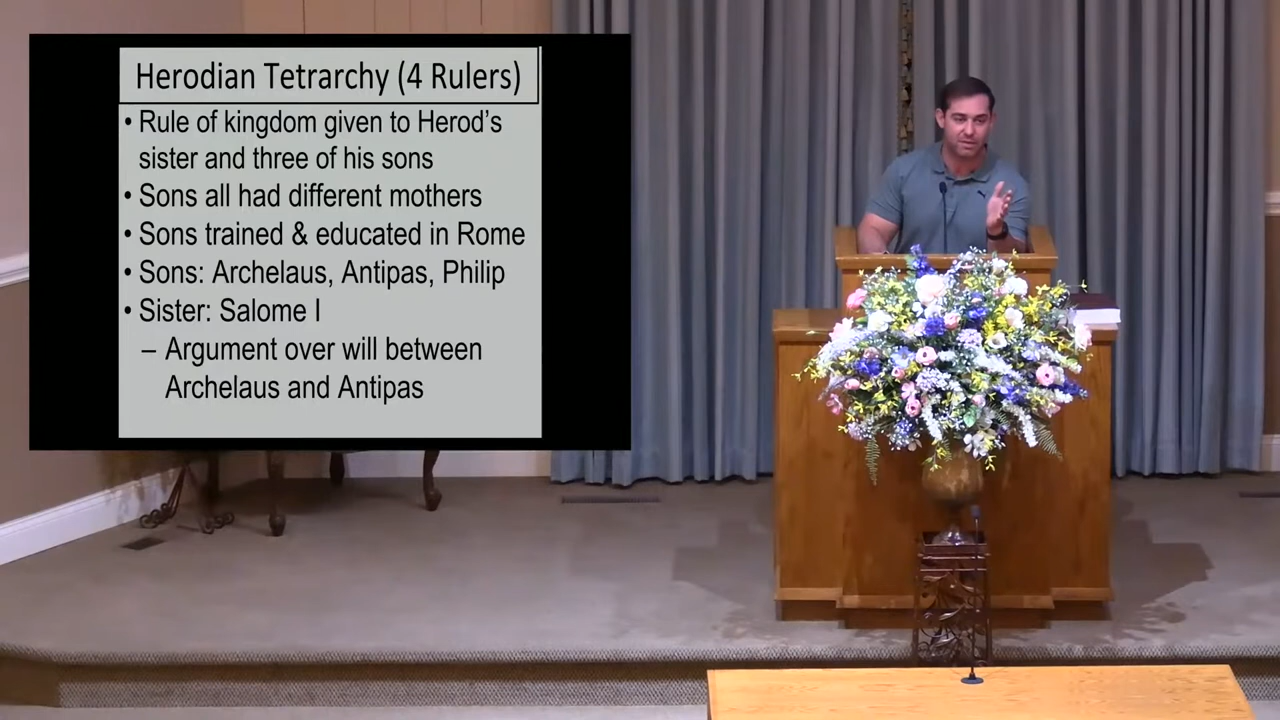 Herodian Tetrarchy (4 Rulers)
• Rule of kingdom given to Herod's
sister and three of his sons
• Sons all had different mothers
• Sons trained & educated in Rome
• Sons: Archelaus, Antipas, Philip
• Sister: Salome I
– Argument over will between
Archelaus and Antipas